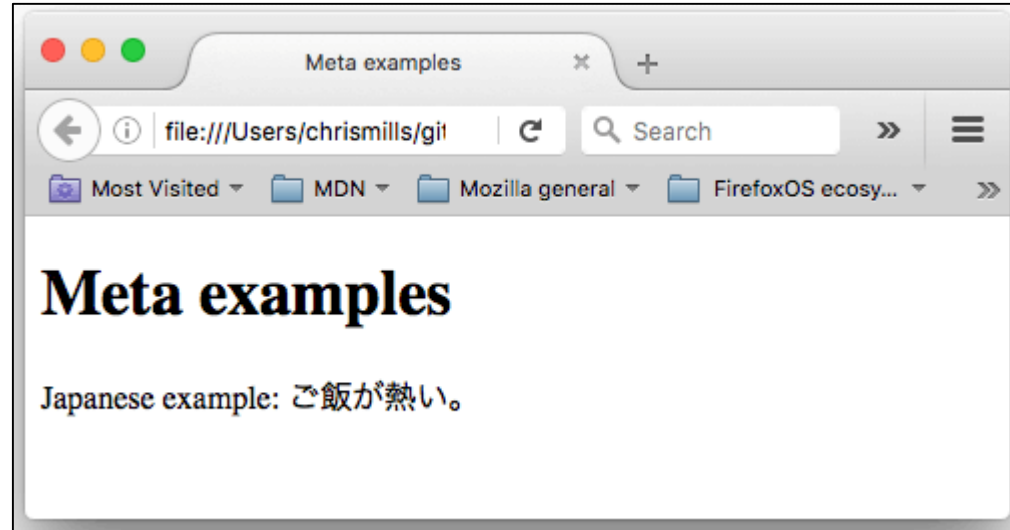 Meta examples
file:///Users/chrismills/git
Search
Most Visited MDN Mozilla general FirefoxOS ecosy...
Meta examples
Japanese example: ご飯が熱い。